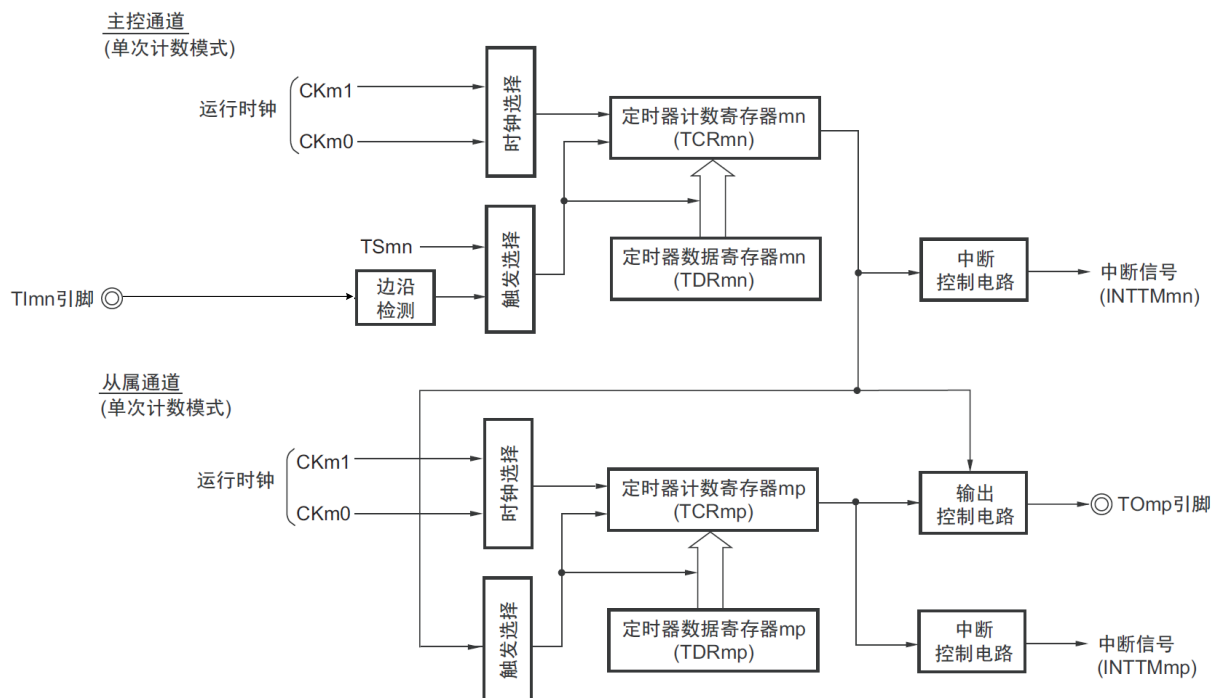 主控通道
(单次计数模式)
运行时钟
CKm1
CKm0
时钟选择
定时器计数寄存器mn
(TCRmn)
TSmn
触发选择
定时器数据寄存器mn
(TDRmn)
中断
控制电路
中断信号
(INTTMmn)
TImn引脚
边沿
检测
从属通道
(单次计数模式)
运行时钟
CKm1
CKm0
时钟选择
定时器计数寄存器mp
(TCRmp)
输出
控制电路
TOmp引脚
触发选择
定时器数据寄存器mp
(TDRmp)
中断
控制电路
中断信号
(INTTMmp)